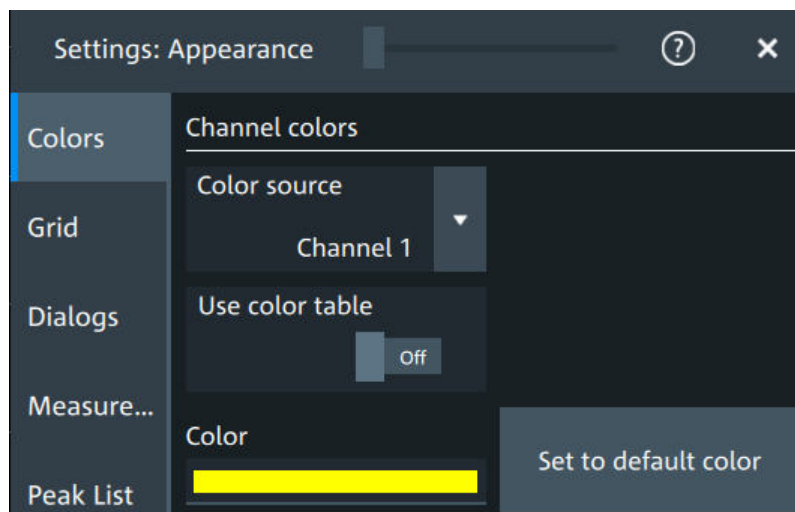 Settings: Appearance
?
Colors
Channel colors
Color source
Channel 1
Grid
Use color table
Off
Dialogs
Measure...
Color
Set to default color
Peak List